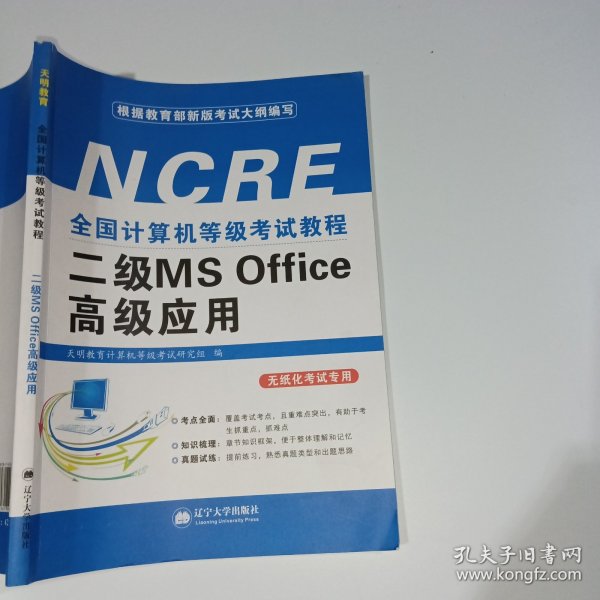 根据教育部新版考试大纲编写
NCRE
全国计算机等级考试教程
二级MS Office
高级应用
天明教育计算机等级考试研究组 编
无纸化考试专用
考点全面：覆盖考试考点，且重难点突出，有助于考
生抓重点，抓难点
知识梳理：章节知识框架，便于整体理解和记忆
真题试练：提前练习，熟悉真题类型和出题思路
辽宁大学出版社
Liaoning University Press
天明教育
全国计算机等级考试教程
二级MS Office高级应用
辽宁大学出版社
孔夫子旧书网
www.kongfz.com